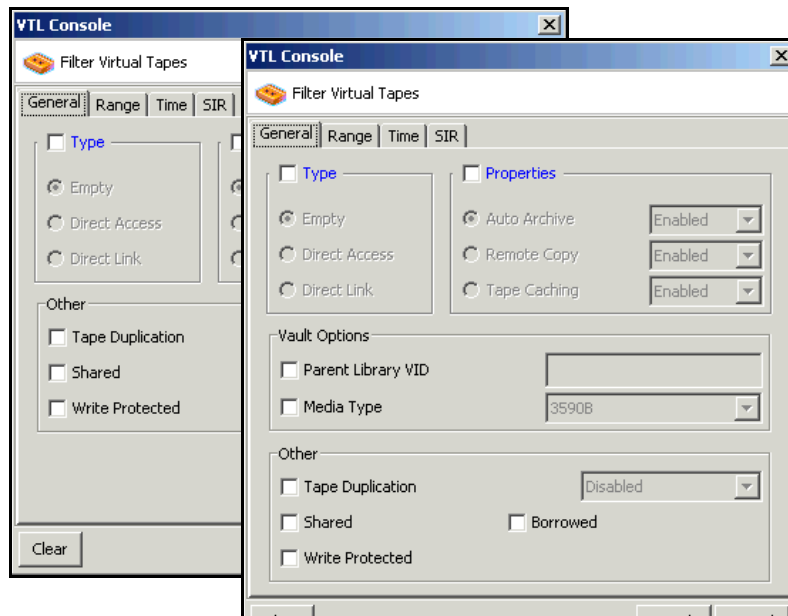 VTL Console
Filter Virtual Tapes
General Range Time SIR
Type
Empty
Direct Access
Direct Link
Other
Tape Duplication
Shared
Write Protected
Clear
VTL Console
Filter Virtual Tapes
General Range Time SIR
Type Properties
Empty Auto Archive Enabled
Direct Access Remote Copy Enabled
Direct Link Tape Caching Enabled
Vault Options
Parent Library VID
Media Type 3590B
Other
Tape Duplication Disabled
Shared Borrowed
Write Protected